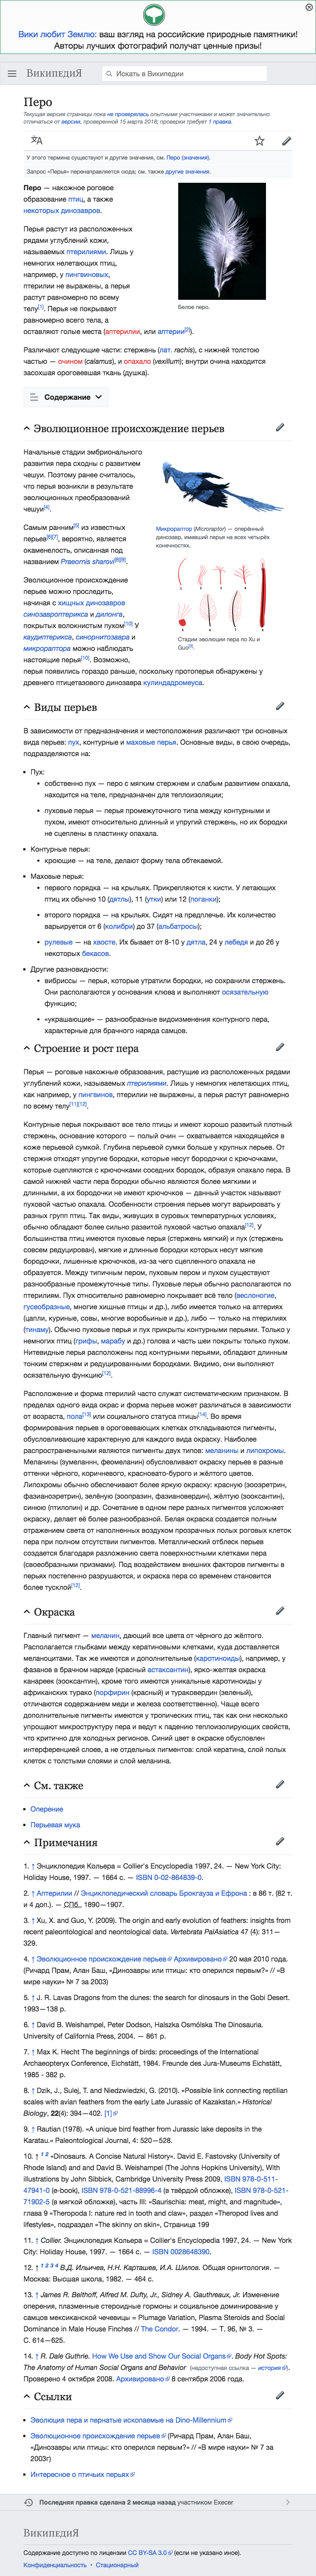 Вики любит Землю: ваш взгляд на российские природные памятники!
Авторы лучших фотографий получат ценные призы!
ВикипедиЯ
Искать в Википедии
Перо
Текущая версия страницы пока не проверялась опытными участниками и может значительно
отличаться от версии, проверенной 15 марта 2018; проверки требует 1 правка.
У этого термина существуют и другие значения, см. Перо (значения).
Запрос «Перья» перенаправляется сюда; см. также другие значения.
Перо — накожное роговое
образование птиц, а также
некоторых динозавров.
Белое перо.
Перья птуц из расположенных
рядами углублений кожи,
называемых птерилиями. Лишь у
немногих нелетающих птиц,
например, у пингвиновых,
птерилии не выражены, а перья
растут равномерно по всему
телу[1]. Перья не покрывают
равномерно всего тела, а
оставляют голые места (аптерилии, или аптерии[2]).
Различают следующие части: стержень (лат. rachis), с нижней толстою
частью — очином (calamus), и опахало (vexillum); внутри очина находится
засохшая ороговевшая ткань (душка).
Содержание
Эволюционное происхождение перьев
Начальные стадии эмбрионального
развития пера сходны с развитием
чешуи. Поэтому ранее считалось,
что перья возникли в результате
эволюционных преобразований
чешуи[4].
Микрораптор (Microraptor) — оперённый
динозавр, имевший перья на всех четырёх
конечностях.
Самым ранним[5] из известных
перьев[6][7], вероятно, является
окаменелость, описанная под
названием Praeornis sharovi[8][9].
Эволюционное происхождение
перьев можно проследить,
начиная с хищных динозавров
синозавроптерикса и дилонга,
покрытых волокнистым пухом[10] У
каудиптерикса, синорнитозавра и
микрораптора можно наблюдать
настоящие перья[10]. Возможно,
перья появились гораздо раньше, поскольку протоперья обнаружены у
древнего птицетазового динозавра кулиндадромеуса.
Стадии эволюции пера по Xu и
Guo[3].
Виды перьев
В зависимости от предназначения и местоположения различают три основных
вида перьев: пух, контурные и маховые перья. Основные виды, в свою очередь,
подразделяются на:
Пух:
собственно пух — перо с мягким стержнем и слабым развитием опахала,
находится на теле, предназначен для теплоизоляции;
пуховые перья — перья промежуточного типа между контурными и
пухом, имеют относительно длинный и упругий стержень, но их бородки
не сцеплены в пластинку опахала.
Контурные перья:
кроющие — на теле, делают форму тела обтекаемой.
Маховые перья:
первого порядка — на крыльях. Прикрепляются к кисти. У летающих
птиц их обычно 10 (дятлы), 11 (утки) или 12 (поганки);
второго порядка — на крыльях. Сидят на предплечье. Их количество
варьируется от 6 (колибри) до 37 (альбатросы);
рулевые — на хвосте. Их бывает от 8-10 у дятла, 24 у лебедя и до 26 у
некоторых бекасов.
Другие разновидности:
вибриссы — перья, которые утратили бородки, но сохранили стержень.
Они располагаются у основания клюва и выполняют осязательную
функцию;
«украшающие» — разнообразные видоизменения контурного пера,
характерные для брачного наряда самцов.
Строение и рост пера
Перья — роговые накожные образования, растущие из расположенных рядами
углублений кожи, называемых птерилиями. Лишь у немногих нелетающих птиц,
как например, у пингвинов, птерилии не выражены, а перья растут равномерно
по всему телу[11][12].
Контурные перья покрывают все тело птицы и имеют хорошо развитый плотный
стержень, основание которого — полый очин — охватывается находящейся в
коже перьевой сумкой. Глубина перьевой сумки больше у крупных перьев. От
стержня отходят упругие бородки, которые несут бородочки с крючочками,
которые сцепляются с крючочками соседних бородок, образуя опахало пера. В
самой нижней части пера бородки обычно бывают более мягкими и
длинными, а их бородочки не имеют крючочков — данный участок называют
пуховой частью опахала. Особенности строения перьев могут варьировать у
разных групп птиц. Так виды, живущих в суровых температурных условиях,
обычно обладают более сильно развитой пуховой частью опахала[12]. У
большинства птиц имеются пуховые перья (стержень мягкий) и пух (стержень
совсем редуцирован), мягкие и длинные бородки которых несут мягкие
бородочки, лишенные крючочков, из-за чего сцепленного опахала не
образуется. Между типичным пером, пуховым пером и пухом существуют
разнообразные промежуточные типы. Пуховые перья обычно располагаются по
птерилиям. Пух относительно равномерно покрывает всё тело (веслоногие,
гусеобразные, многие хищные птицы и др.), либо имеется только на аптериях
(цапли, куриные, совы, многие воробьиные и др.), либо — только на птерилиях
(тинаму). Обычно пуховые перья и пух прикрыты контурными перьями. Только у
немногих птиц (грифы, марабу и др.) голова и часть шеи покрыты только пухом.
Нитевидные перья расположены под контурными перьями, обладают длинным
тонким стержнем и редуцированными бородками. Видимо, они выполняют
осязательную функцию[12].
Расположение и форма птериллий часто служат систематическим признаком. В
пределах одного вида окрас и форма перьев может различаться в зависимости
от возраста, пола[13] или социального статуса птицы[14]. Во время
формирования перьев в ороговевающих клетках откладываются пигменты,
обусловливающие характерную для каждого вида окраску. Наиболее
распространенными являются пигменты двух типов: меланины и липохромы.
Меланины (эумеланин, феомеланин) обусловливают окраску перьев в разные
оттенки чёрного, коричневого, красновато-бурого и жёлтого цветов.
Липохромы обычно обеспечивают более яркую окраску: красную (зооэретрин,
фазианоэретрин), зелёную (зоопрасин, фазиановердин), жёлтую (зооксантин),
синюю (птилопин) и др. Сочетание в одном пере разных пигментов усложняет
окраску, делает её более разнообразной. Белая окраска создается полным
отражением света от наполненных воздухом прозрачных полых роговых клеток
пера при полном отсутствии пигментов. Металлический отблеск перьев
создается благодаря разложению света поверхностными клетками пера
(своеобразными призмами). Под воздействием внешних факторов пигменты в
перьях постепенно разрушаются, и окраска пера со временем становится
более тусклой[12].
Окраска
Главный пигмент — меланин, дающий все цвета от чёрного до жёлтого.
Располагается глыбками между кератиновыми клетками, куда доставляется
меланоцитами. Так же имеются и дополнительные (каротиноиды), например, у
фазанов в брачном наряде (красный астаксантин), ярко-желтая окраска
канареек (зооксантин), кроме того имеются уникальные каротиноиды у
африканских турако (порфирин (красный) и туракосвердин (зеленый),
отличаются содержанием меди и железа соответственно). Чаще всего
дополнительные пигменты имеются у тропических птиц, так как они несколько
сокращают микроструктуру пера и ведут к падению теплоизоляции, что критично
для холодных регионов. Синий цвет в окраске обусловлен
интерференцией слоев, а не отдельных пигментов: слой кератина, слой полых
клеток с толстыми слоями и слой меланина.
См. также
Оперение
Перьевая мука
Примечания
1. ↑ Энциклопедия Кольера = Collier's Encyclopedia 1997, 24. — New York City:
Holiday House, 1997. — 1664 с. — ISBN 0-02-864839-0.
2. ↑ Аптерилии // Энциклопедический словарь Брокгауза и Ефрона : в 86 т. (82 т.
и 4 доп.). — СПб., 1890—1907.
3. ↑ Xu, X. and Guo, Y. (2009). The origin and early evolution of feathers: insights from
recent paleontological and neontological data. Vertebrata PalAsiatica 47 (4): 311—
329.
4. ↑ Эволюционное происхождение перьев Архивировано 20 мая 2010 года.
(Ричард Прам, Алан Баш, «Динозавры или птицы: кто оперился первым?» // «В
мире науки» № 7 за 2003)
5. ↑ J. R. Lavas Dragons from the dunes: the search for dinosaurs in the Gobi Desert.
1993—138 p.
6. ↑ David B. Weishampel, Peter Dodson, Halszka Osmólska The Dinosauria.
University of California Press, 2004. — 861 p.
7. ↑ Max K. Hecht The beginnings of birds: proceedings of the International
Archaeopteryx Conference, Eichstätt, 1984. Freunde des Jura-Museums Eichstätt,
1985 - 382 p.
8. ↑ Dzik, J., Sulej, T. and Niedzwiedzki, G. (2010). «Possible link connecting reptilian
scales with avian feathers from the early Late Jurassic of Kazakstan.» Historical
Biology, 22(4): 394—402. [1]
9. ↑ Rautian (1978). «A unique bird feather from Jurassic lake deposits in the
Karatau.» Paleontological Journal, 4: 520—528.
10. ↑ 1 2 «Dinosaurs. A Concise Natural History». David E. Fastovsky (University of
Rhode Island) and and David B. Weishampel (The Johns Hopkins University), With
illustrations by John Sibbick, Cambridge University Press 2009, ISBN 978-0-511-
47941-0 (e-book), ISBN 978-0-521-88996-4 (в твёрдой обложке), ISBN 978-0-521-
71902-5 (в мягкой обложке), часть III: «Saurischia: meat, might, and magnitude»,
глава 9 «Theropoda I: nature red in tooth and claw», раздел «Theropod lives and
lifestyles», подраздел «The skinny on skin», Страница 199
11. ↑ Collier. Энциклопедия Кольера = Collier's Encyclopedia 1997, 24. — New York
City: Holiday House, 1997. — 1664 с. — ISBN 0028648390.
12. ↑ 1 2 3 4 В.Д. Ильичев, Н.Н. Карташев, И.А. Шилов. Общая орнитология. —
Москва: Высшая школа, 1982. — 464 с.
13. ↑ James R. Belthoff, Alfred M. Dufty, Jr., Sidney A. Gauthreaux, Jr. Изменение
оперения, плазменные стероидные гормоны и социальное доминирование у
самцов мексиканской чечевицы = Plumage Variation, Plasma Steroids and Social
Dominance in Male House Finches // The Condor. — 1994. — Т. 96, № 3. —
С. 614—625.
14. ↑ R. Dale Guthrie. How We Use and Show Our Social Organs. Body Hot Spots:
The Anatomy of Human Social Organs and Behavior (недоступная ссылка — история).
Проверено 4 октября 2008. Архивировано 8 сентября 2006 года.
Ссылки
Эволюция пера и пернатые ископаемые на Dino-Millennium
Эволюционное происхождение перьев (Ричард Прам, Алан Баш,
«Динозавры или птицы: кто оперился первым?» // «В мире науки» № 7 за
2003г)
Интересное о птичьих перьях
Последняя правка сделана 2 месяца назад участником Execer
ВикипедиЯ
Содержание доступно по лицензии CC BY-SA 3.0 (если не указано иное).
Конфиденциальность • Стационарный